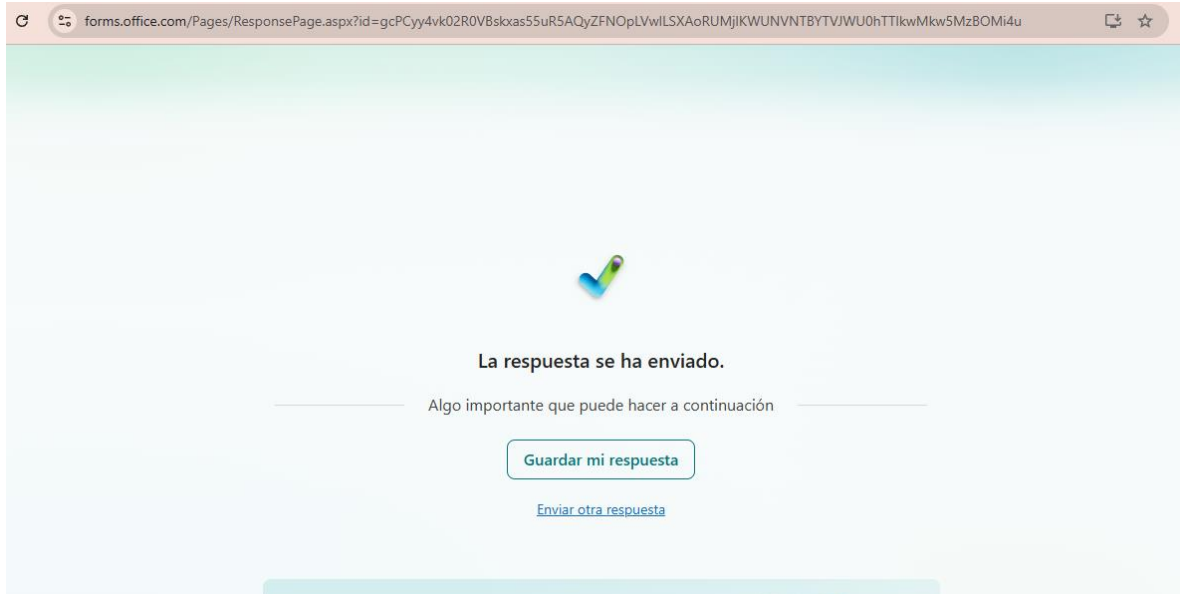 forms.office.com/Pages/ResponsePage.aspx?id=gcPCyy4vk02R0VBskxas55uR5AQyZFNOpLVwILSXAoRUMjlKWUNVNTBYTVJWU0hTTlkwMkw5MzBOMi4u
La respuesta se ha enviado.
Algo importante que puede hacer a continuación
Guardar mi respuesta
Enviar otra respuesta